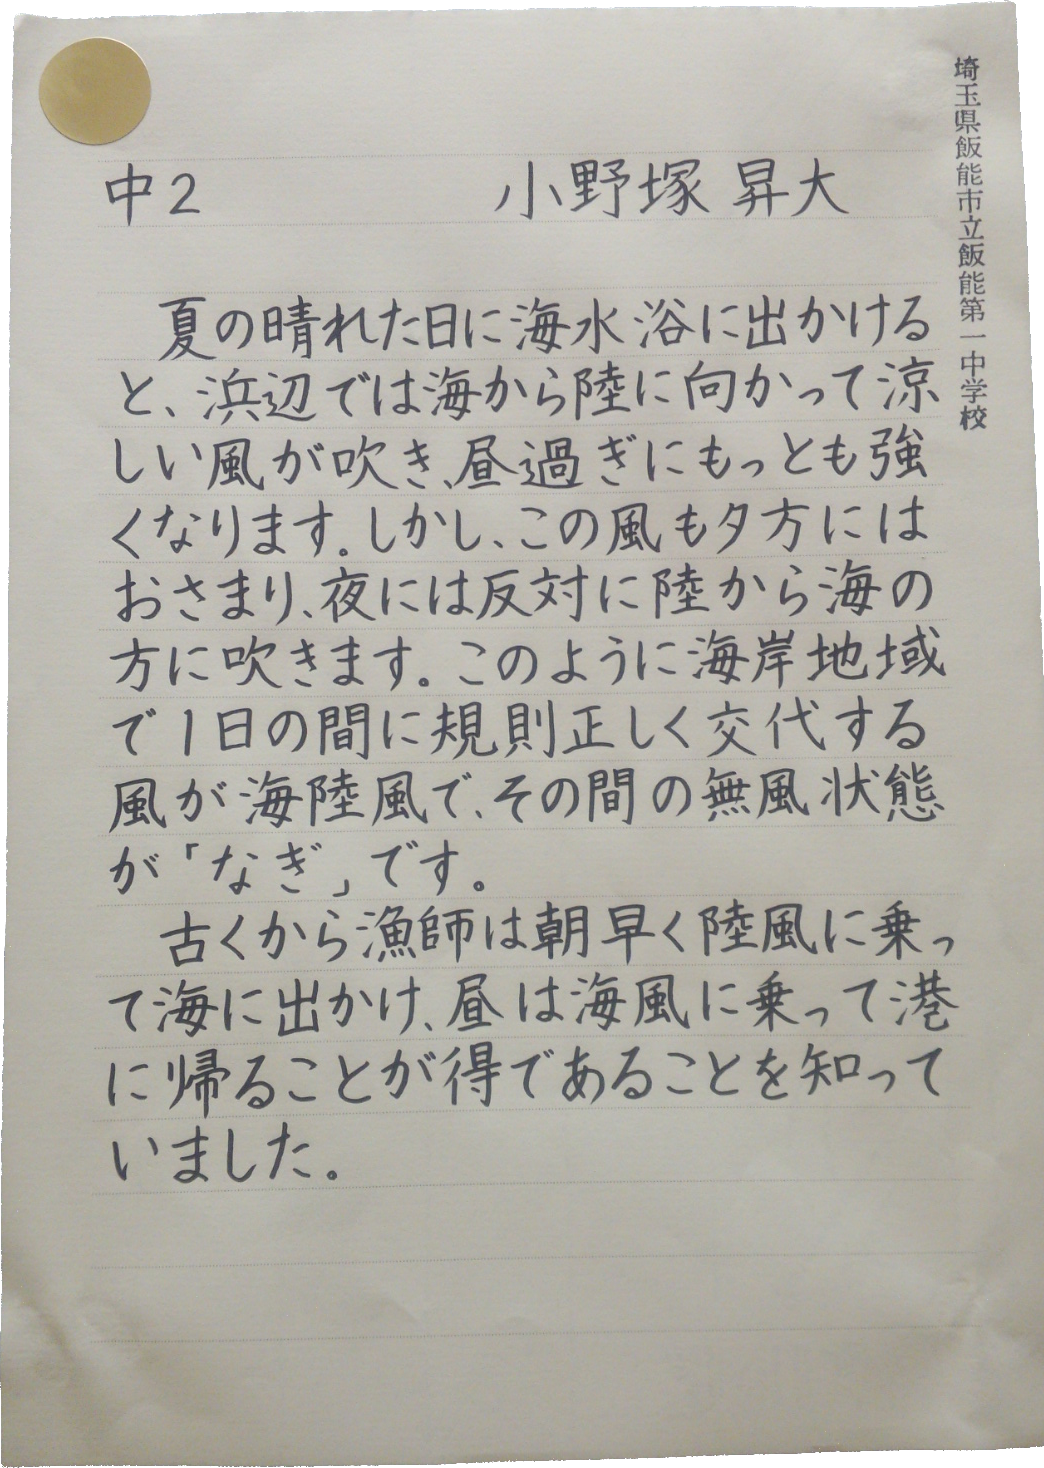 埼玉県飯能市立飯能第一中学校
中2 小野塚 昇大
夏の晴れた日に海水浴に出かける
と、浜辺では海から陸に向かって涼
しい風が吹き、昼過ぎにもっとも強
くなります。しかし、この風も夕方には
おさまり、夜には反対に陸から海の
方に吹きます。このように海岸地域
で1日の間に規則正しく交代する
風が海陸風で、その間の無風状態
が「なぎ」です。
古くから漁師は朝早く陸風に乗っ
て海に出かけ、昼は海風に乗って港
に帰ることが得であることを知って
いました。